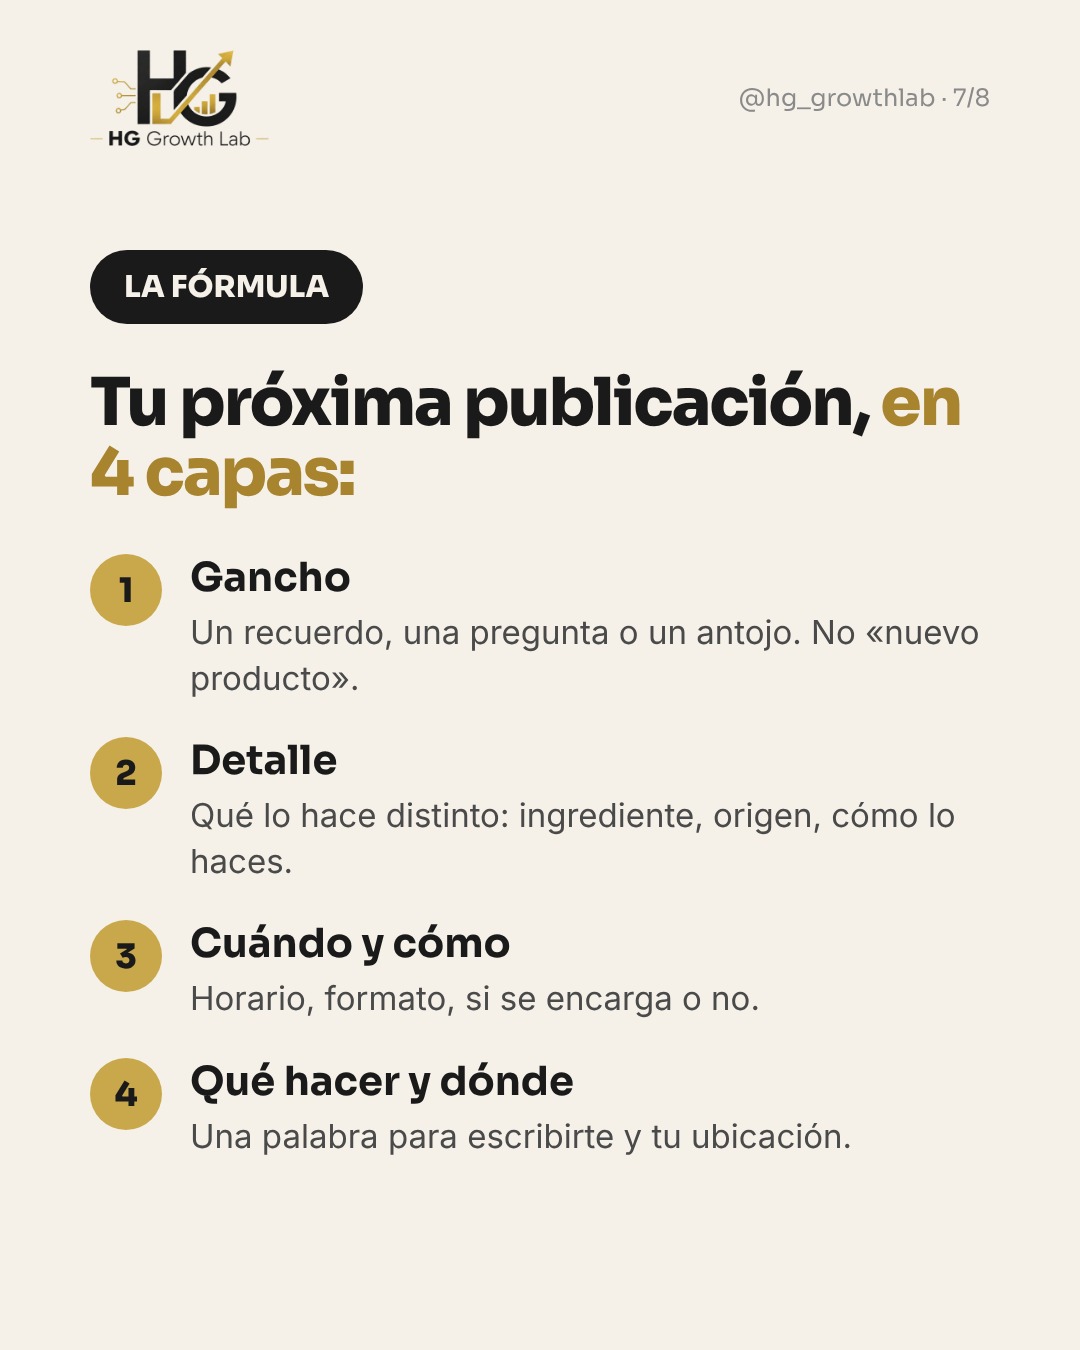 HG
HG Growth Lab
@hg_growthlab · 7/8
LA FÓRMULA
Tu próxima publicación, en
4 capas:
1
Gancho
Un recuerdo, una pregunta o un antojo. No «nuevo
producto».
2
Detalle
Qué lo hace distinto: ingrediente, origen, cómo lo
haces.
3
Cuándo y cómo
Horario, formato, si se encarga o no.
4
Qué hacer y dónde
Una palabra para escribirte y tu ubicación.